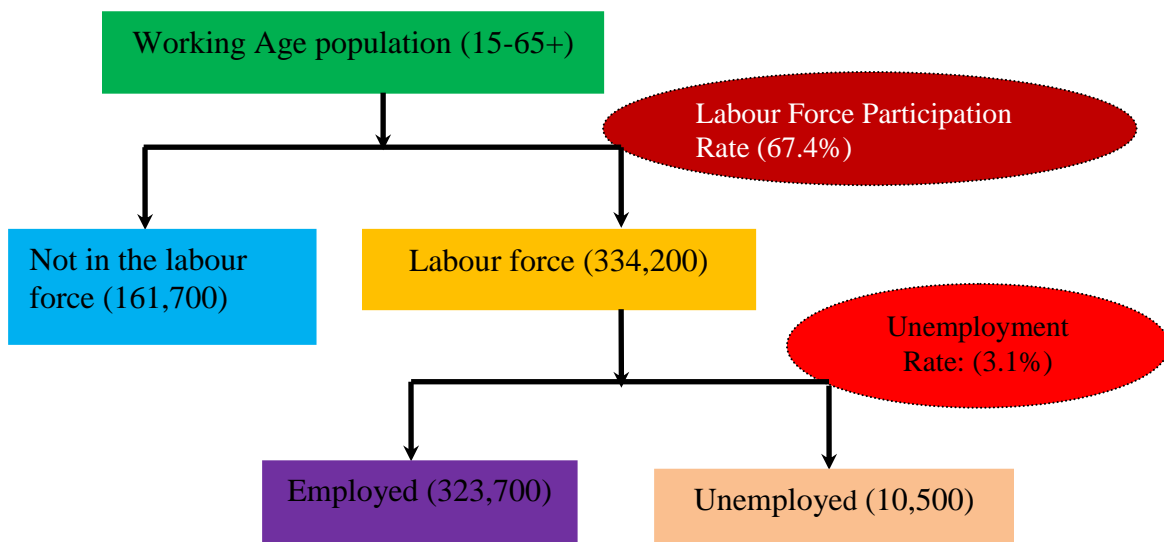 Working Age population (15-65+)
Labour Force Participation
Rate (67.4%)
Not in the labour
force (161,700)
Labour force (334,200)
Unemployment
Rate: (3.1%)
Employed (323,700)
Unemployed (10,500)